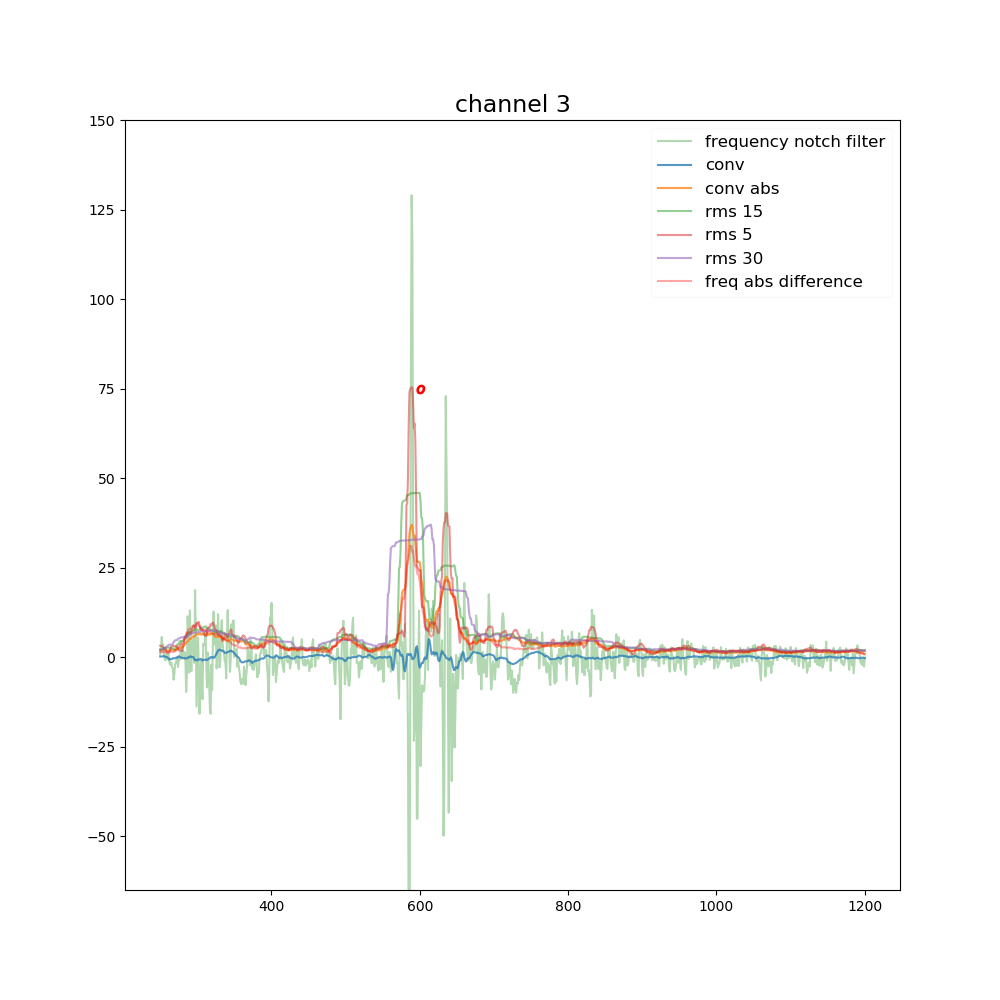 channel 3
150
125
100
75
50
25
0
−25
−50
frequency notch filter
conv
conv abs
rms 15
rms 5
rms 30
freq abs difference
o
400 600 800 1000 1200